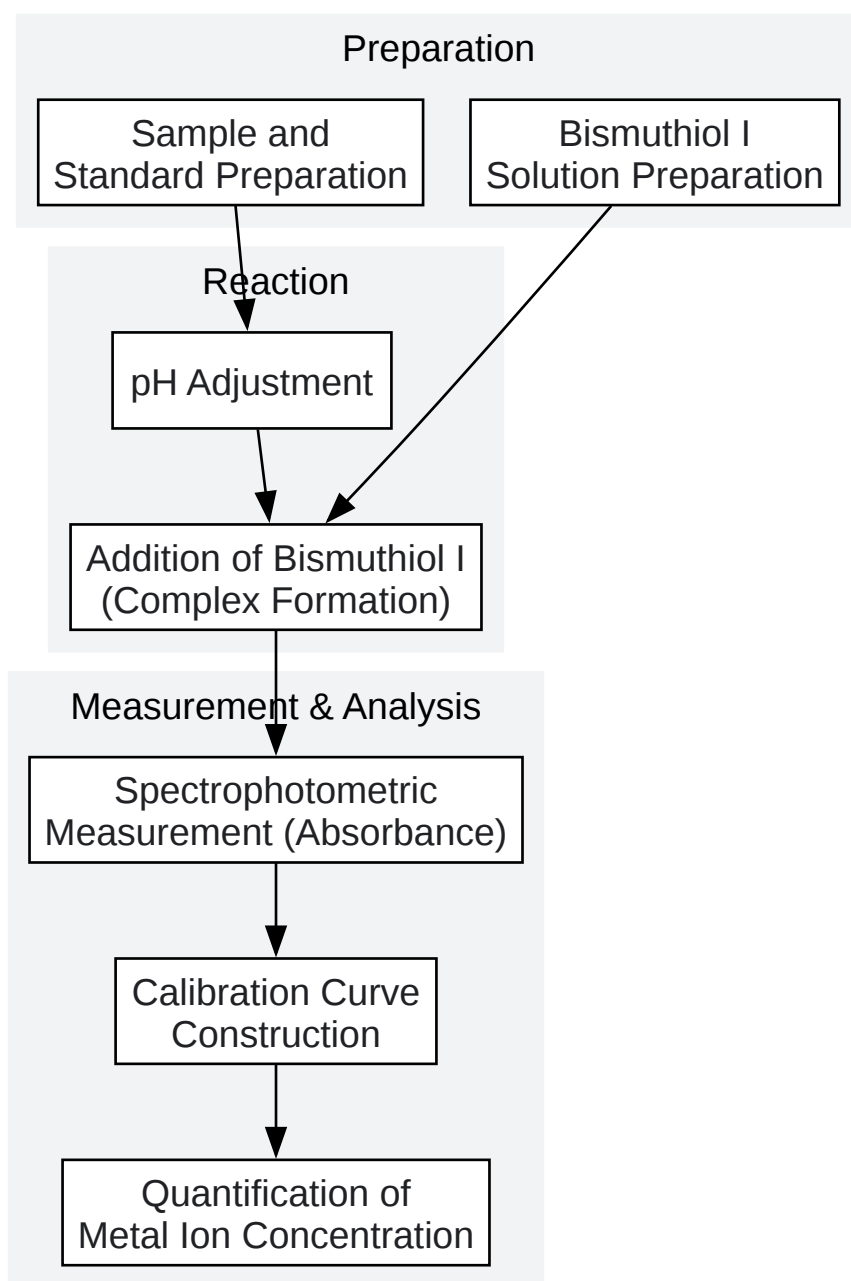 Preparation
Sample and
Standard Preparation
Bismuthiol I
Solution Preparation
Reaction
pH Adjustment
Addition of Bismuthiol I
(Complex Formation)
Measurement & Analysis
Spectrophotometric
Measurement (Absorbance)
Calibration Curve
Construction
Quantification of
Metal Ion Concentration